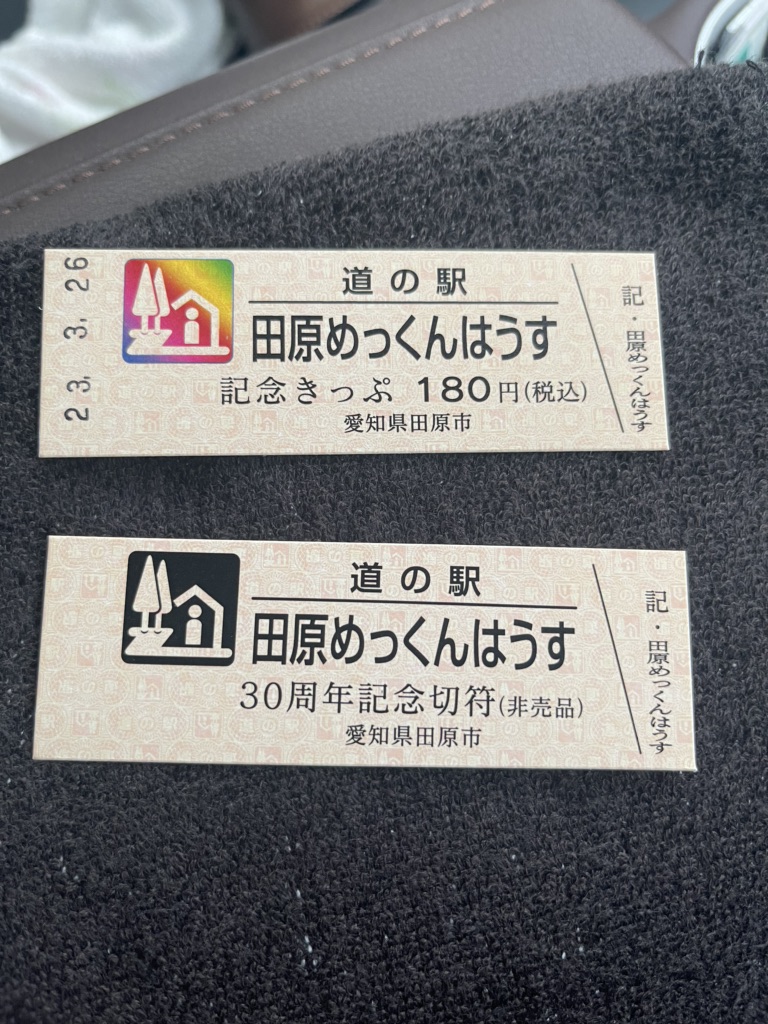 23. 3. 26
道の駅
田原めっくんはうす
記念きっぷ 180円(税込)
愛知県田原市
記・田原めっくんはうす
道の駅
田原めっくんはうす
30周年記念切符(非売品)
愛知県田原市
記・田原めっくんはうす